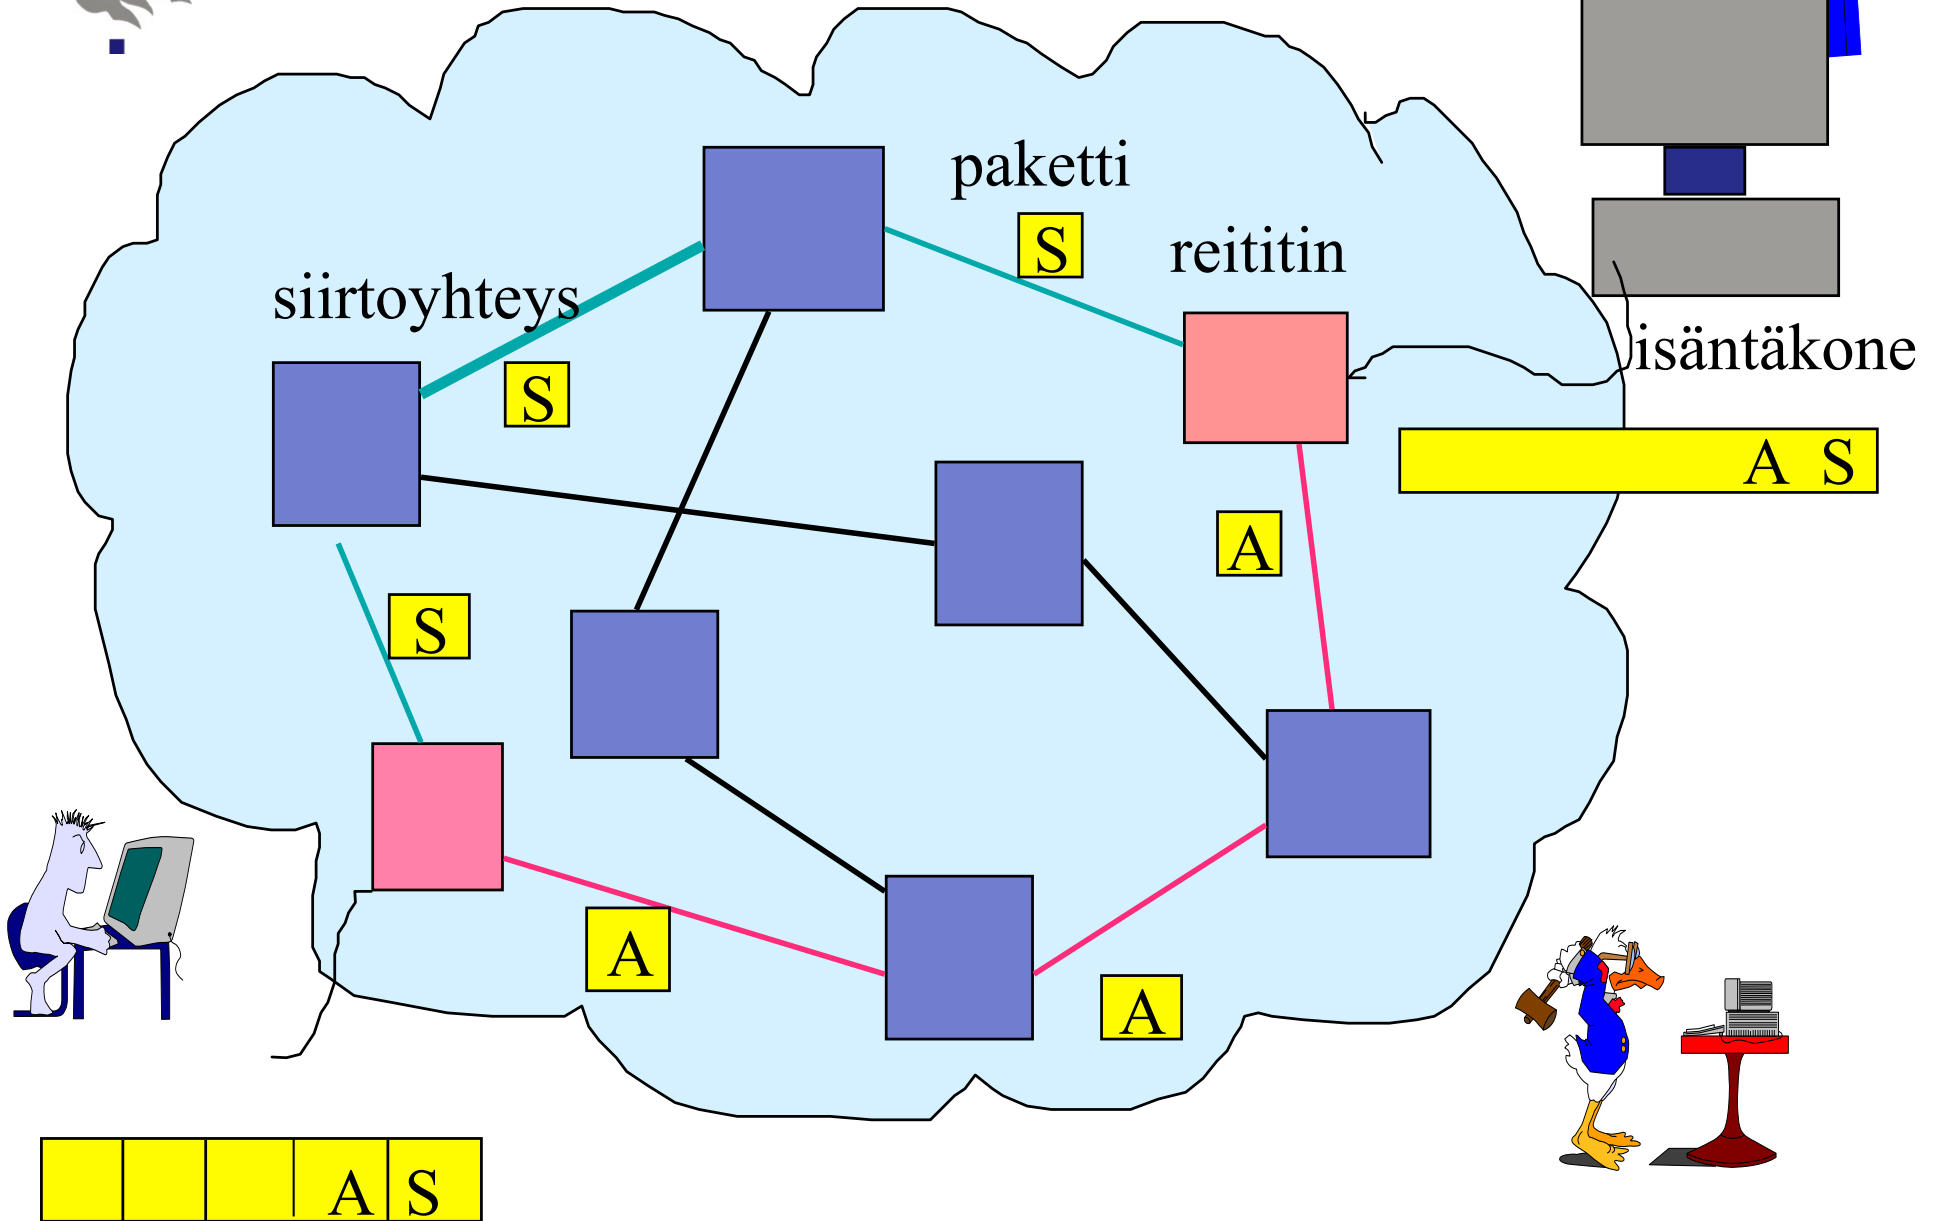 paketti
S
reititin
siirtoyhteys
isäntäkone
S
A S
A
S
A
A
A S